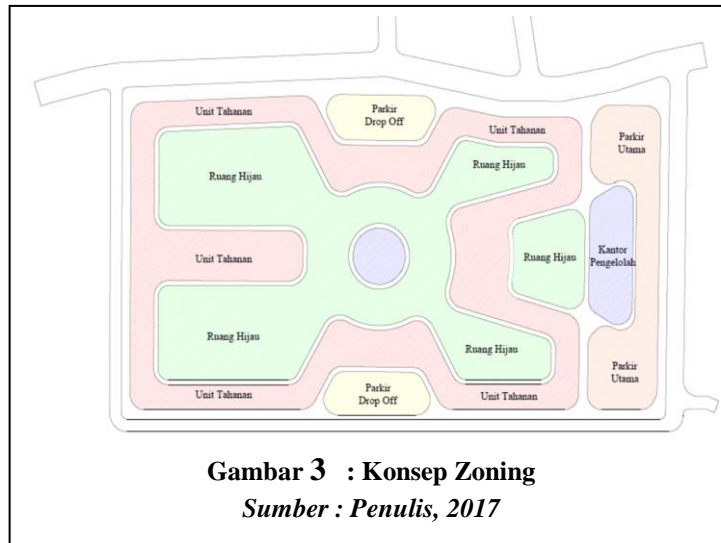 Unit Tahanan
Parkir
Drop Off
Unit Tahanan
Parkir
Utama
Ruang Hijau
Ruang Hijau
Unit Tahanan
Ruang Hijau
Kantor
Pengelolah
Ruang Hijau
Ruang Hijau
Parkir
Utama
Unit Tahanan
Parkir
Drop Off
Unit Tahanan
Gambar 3 : Konsep Zoning
Sumber : Penulis, 2017